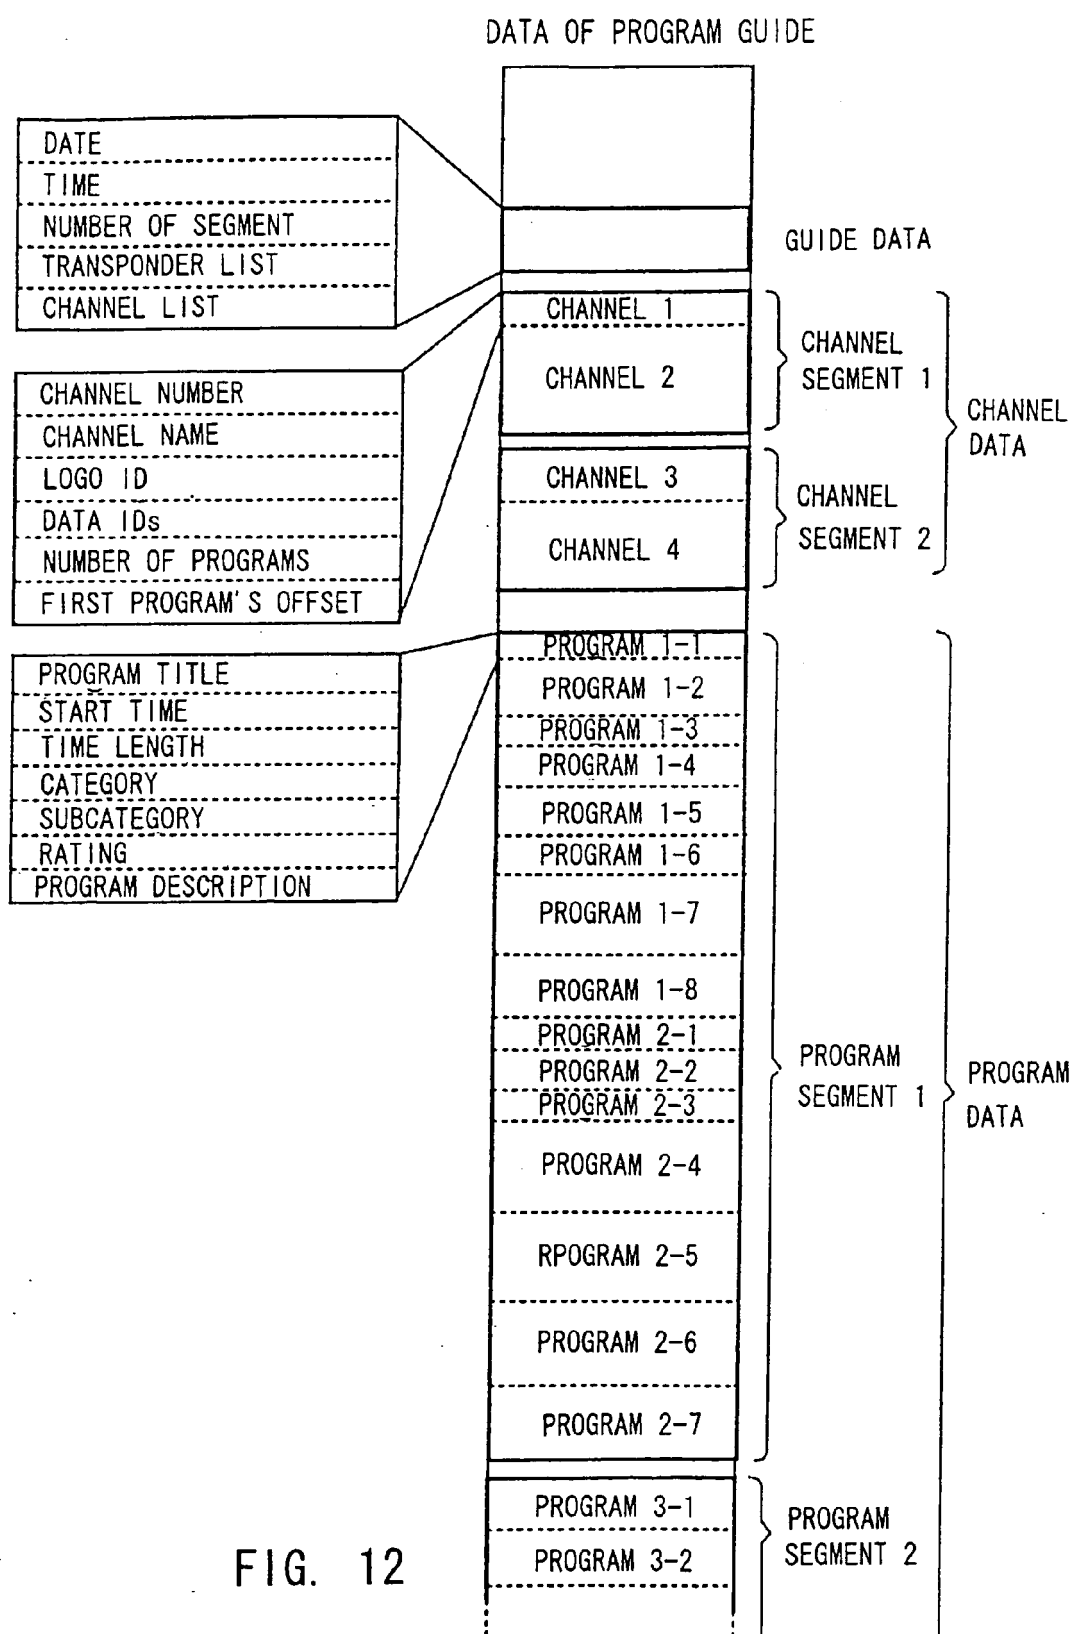 DATA OF PROGRAM GUIDE
DATE
TIME
NUMBER OF SEGMENT
TRANSPONDER LIST
CHANNEL LIST
GUIDE DATA
CHANNEL NUMBER
CHANNEL NAME
LOGO ID
DATA IDs
NUMBER OF PROGRAMS
FIRST PROGRAM'S OFFSET
CHANNEL 1
CHANNEL 2
CHANNEL
SEGMENT 1
CHANNEL 3
CHANNEL 4
CHANNEL
SEGMENT 2
CHANNEL
DATA
PROGRAM TITLE
START TIME
TIME LENGTH
CATEGORY
SUBCATEGORY
RATING
PROGRAM DESCRIPTION
PROGRAM 1-1
PROGRAM 1-2
PROGRAM 1-3
PROGRAM 1-4
PROGRAM 1-5
PROGRAM 1-6
PROGRAM 1-7
PROGRAM 1-8
PROGRAM 2-1
PROGRAM 2-2
PROGRAM 2-3
PROGRAM 2-4
RPOGRAM 2-5
PROGRAM 2-6
PROGRAM 2-7
PROGRAM
SEGMENT 1
PROGRAM
DATA
PROGRAM 3-1
PROGRAM 3-2
PROGRAM
SEGMENT 2
FIG. 12